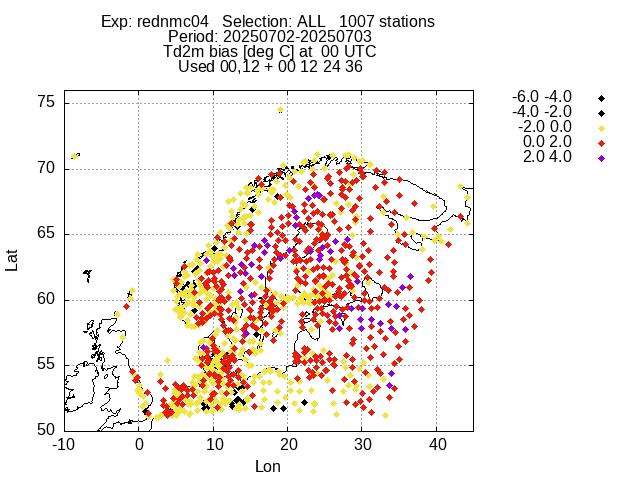 Exp: rednmc04   Selection: ALL   1007 stations
Period: 20250702-20250703
Td2m bias [deg C] at  00 UTC
Used 00,12 + 00 12 24 36
-6.0 -4.0
-4.0 -2.0
-2.0 0.0
0.0 2.0
2.0 4.0
75
70
65
60
55
50
Lat
-10 0 10 20 30 40
Lon